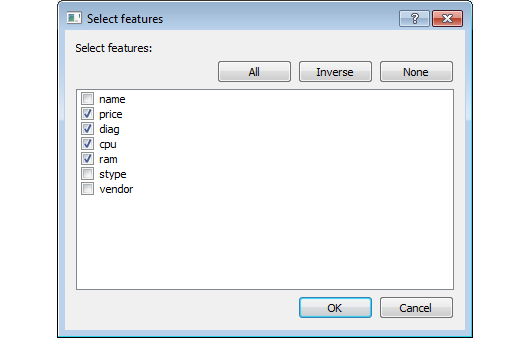 Select features
Select features:
All Inverse None
name
price
diag
cpu
ram
stype
vendor
OK Cancel